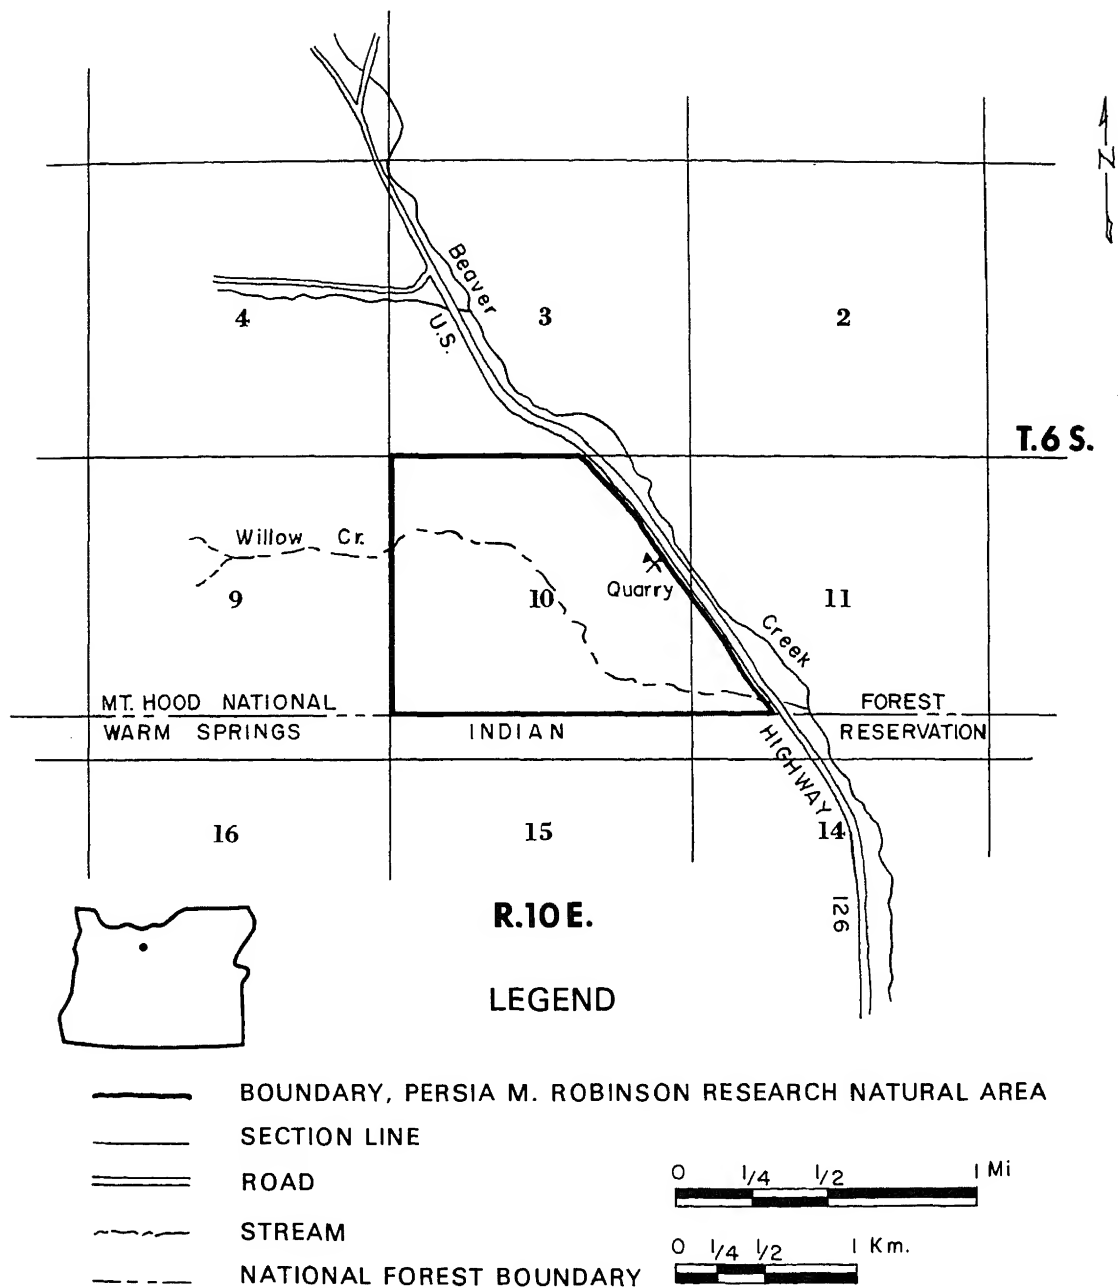 N
Beaver
U.S.
4
3
2
T.6 S.
Willow Cr.
Quarry
9
10
11
Creek
MT. HOOD NATIONAL FOREST
WARM SPRINGS INDIAN RESERVATION
HIGHWAY
16
15
14
126
R.10E.
LEGEND
BOUNDARY, PERSIA M. ROBINSON RESEARCH NATURAL AREA
SECTION LINE
ROAD
0 1/4 1/2 1 Mi
STREAM
0 1/4 1/2 1 Km.
NATIONAL FOREST BOUNDARY